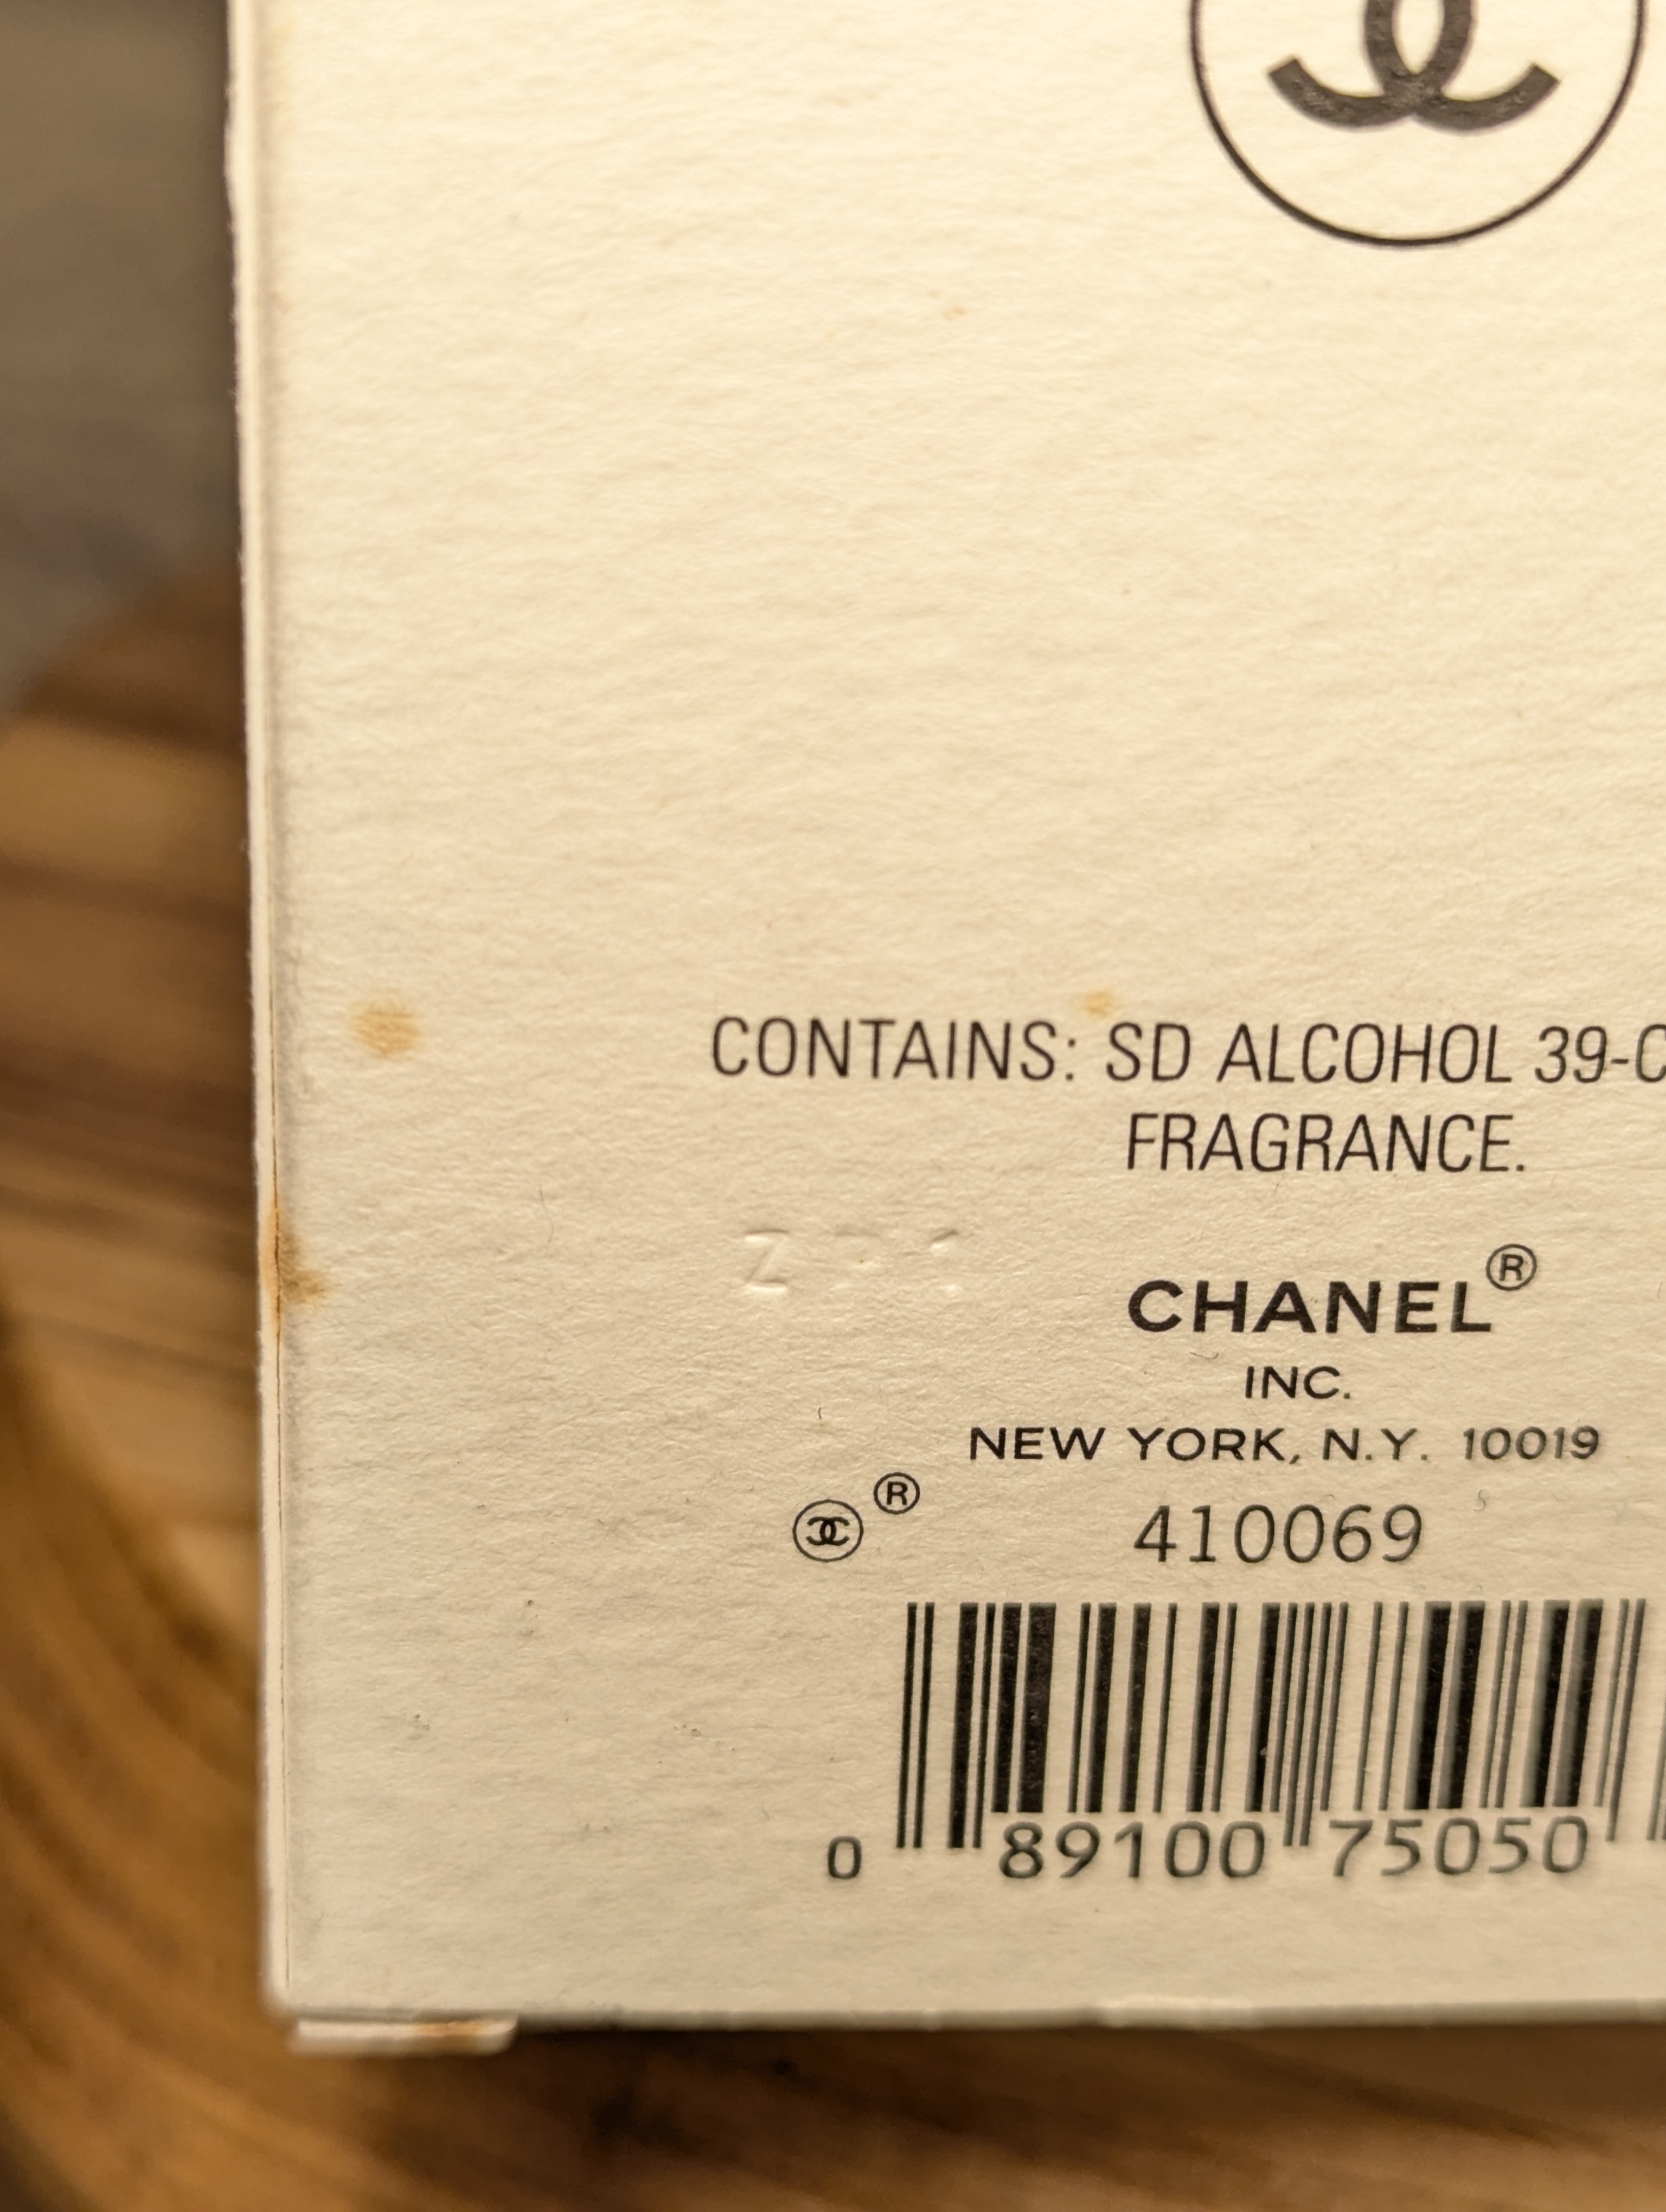 CONTAINS: SD ALCOHOL 39-C
FRAGRANCE.
CHANEL®
INC.
NEW YORK, N.Y. 10019
®
410069
0 89100 75050